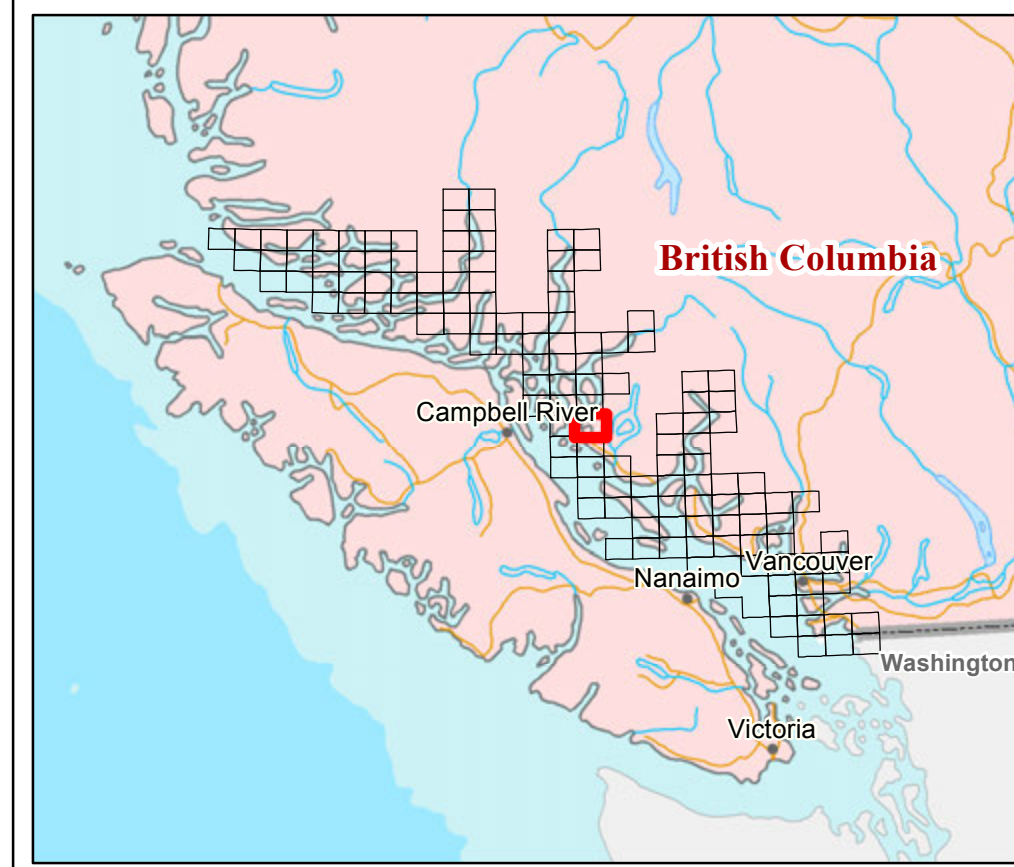 British Columbia
Campbell River
Vancouver
Nanaimo
Washington
Victoria